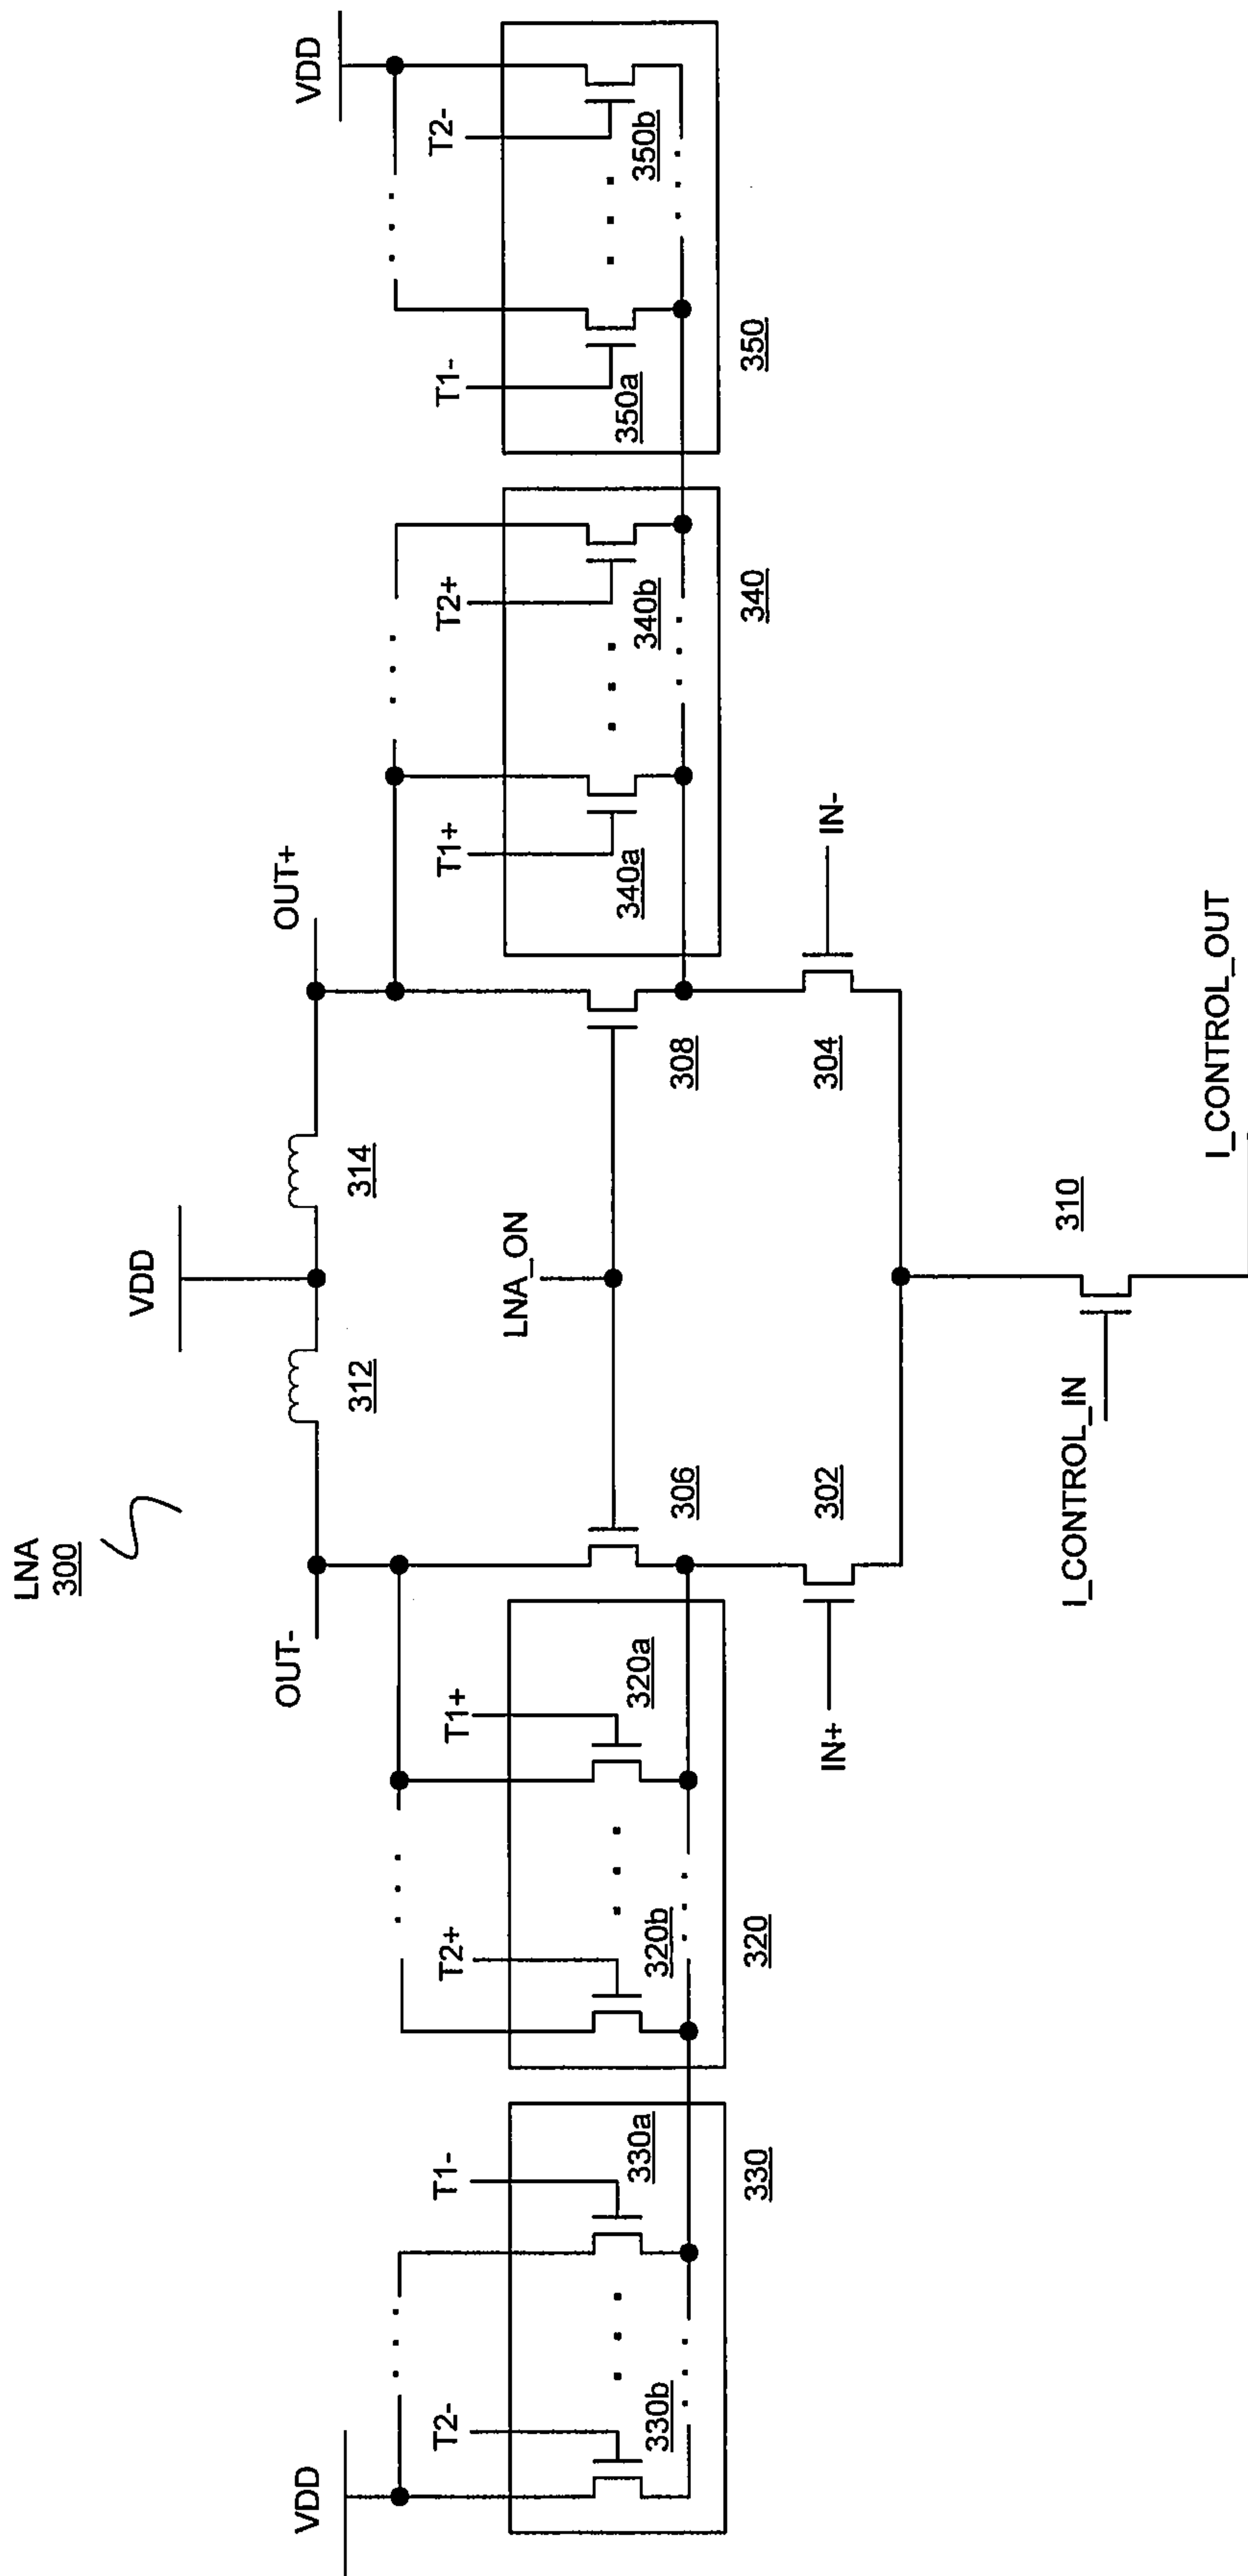 LNA
300
VDD
312
314
OUT-
OUT+
VDD
T2-
T1-
T2+
T1+
LNA_ON
T1+
T2+
T1-
T2-
VDD
330b
330a
320b
320a
306
308
340a
340b
350a
350b
330
320
340
350
IN+
302
304
IN-
I_CONTROL_IN
310
I_CONTROL_OUT